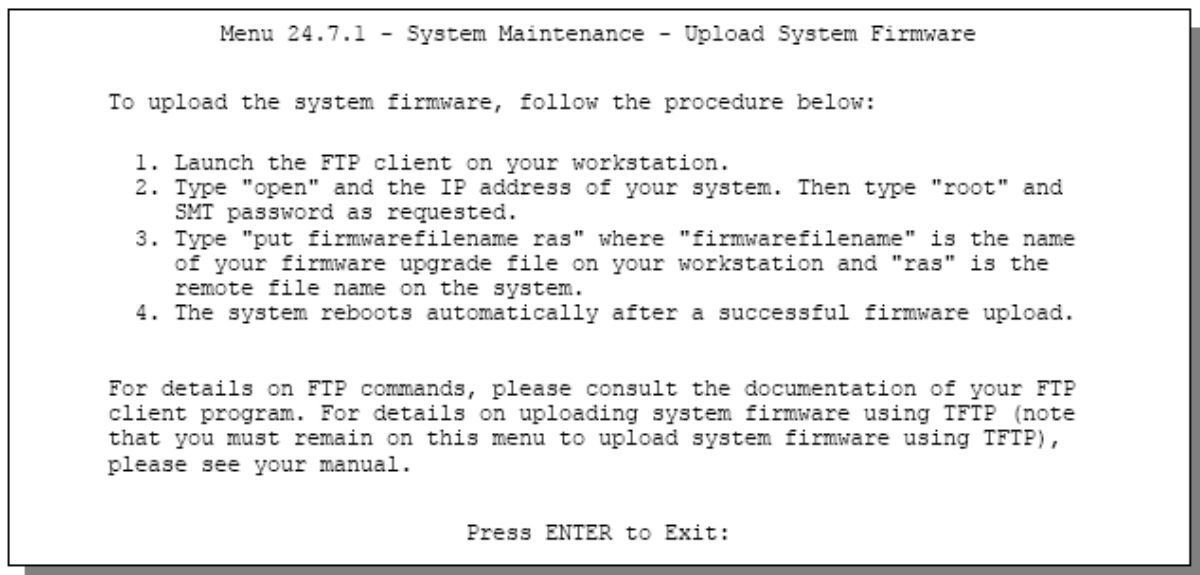 Menu 24.7.1 - System Maintenance - Upload System Firmware
To upload the system firmware, follow the procedure below:
1. Launch the FTP client on your workstation.
2. Type "open" and the IP address of your system. Then type "root" and
SMT password as requested.
3. Type "put firmwarefilename ras" where "firmwarefilename" is the name
of your firmware upgrade file on your workstation and "ras" is the
remote file name on the system.
4. The system reboots automatically after a successful firmware upload.
For details on FTP commands, please consult the documentation of your FTP
client program. For details on uploading system firmware using TFTP (note
that you must remain on this menu to upload system firmware using TFTP),
please see your manual.
Press ENTER to Exit: